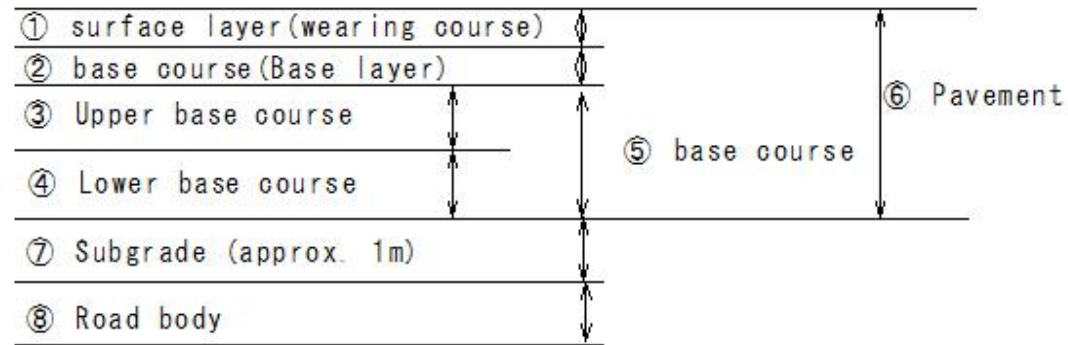 ① surface layer(wearing course)
② base course(Base layer)
③ Upper base course
④ Lower base course
⑤ base course
⑥ Pavement
⑦ Subgrade (approx. 1m)
⑧ Road body